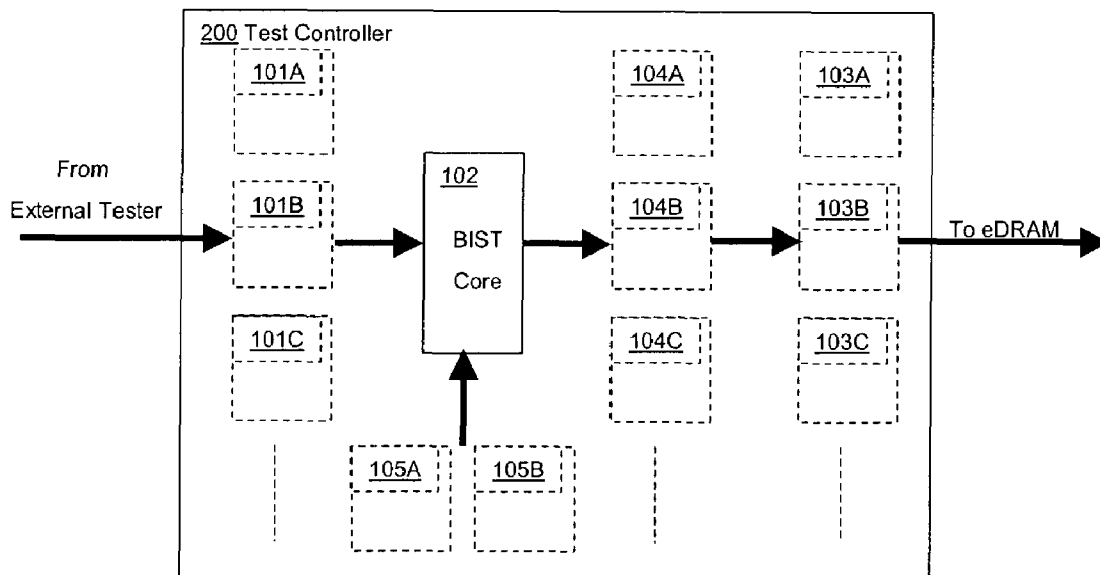 200 Test Controller
101A
104A
103A
From
External Tester
101B
102
BIST
Core
104B
103B
To eDRAM
101C
104C
103C
105A
105B